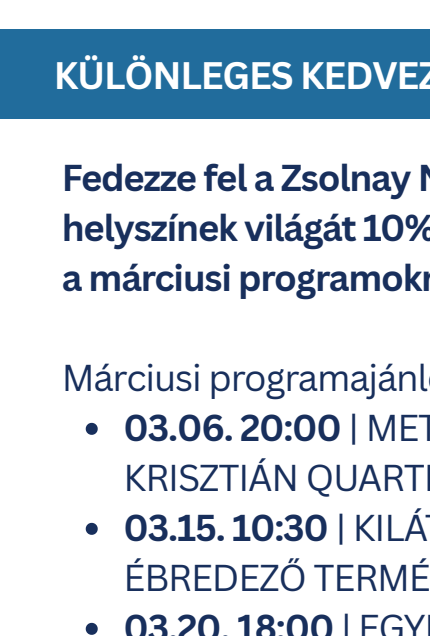 KÜLÖNLEGES KEDVEZ
Fedezze fel a Zsolnay N
helyszínek világát 10%
a márciusi programokr
Márciusi programajánl
• 03.06. 20:00 | MET
KRISZTIÁN QUART
• 03.15. 10:30 | KILÁT
ÉBREDEZŐ TERMÉ
• 03.20. 18:00 | EGY